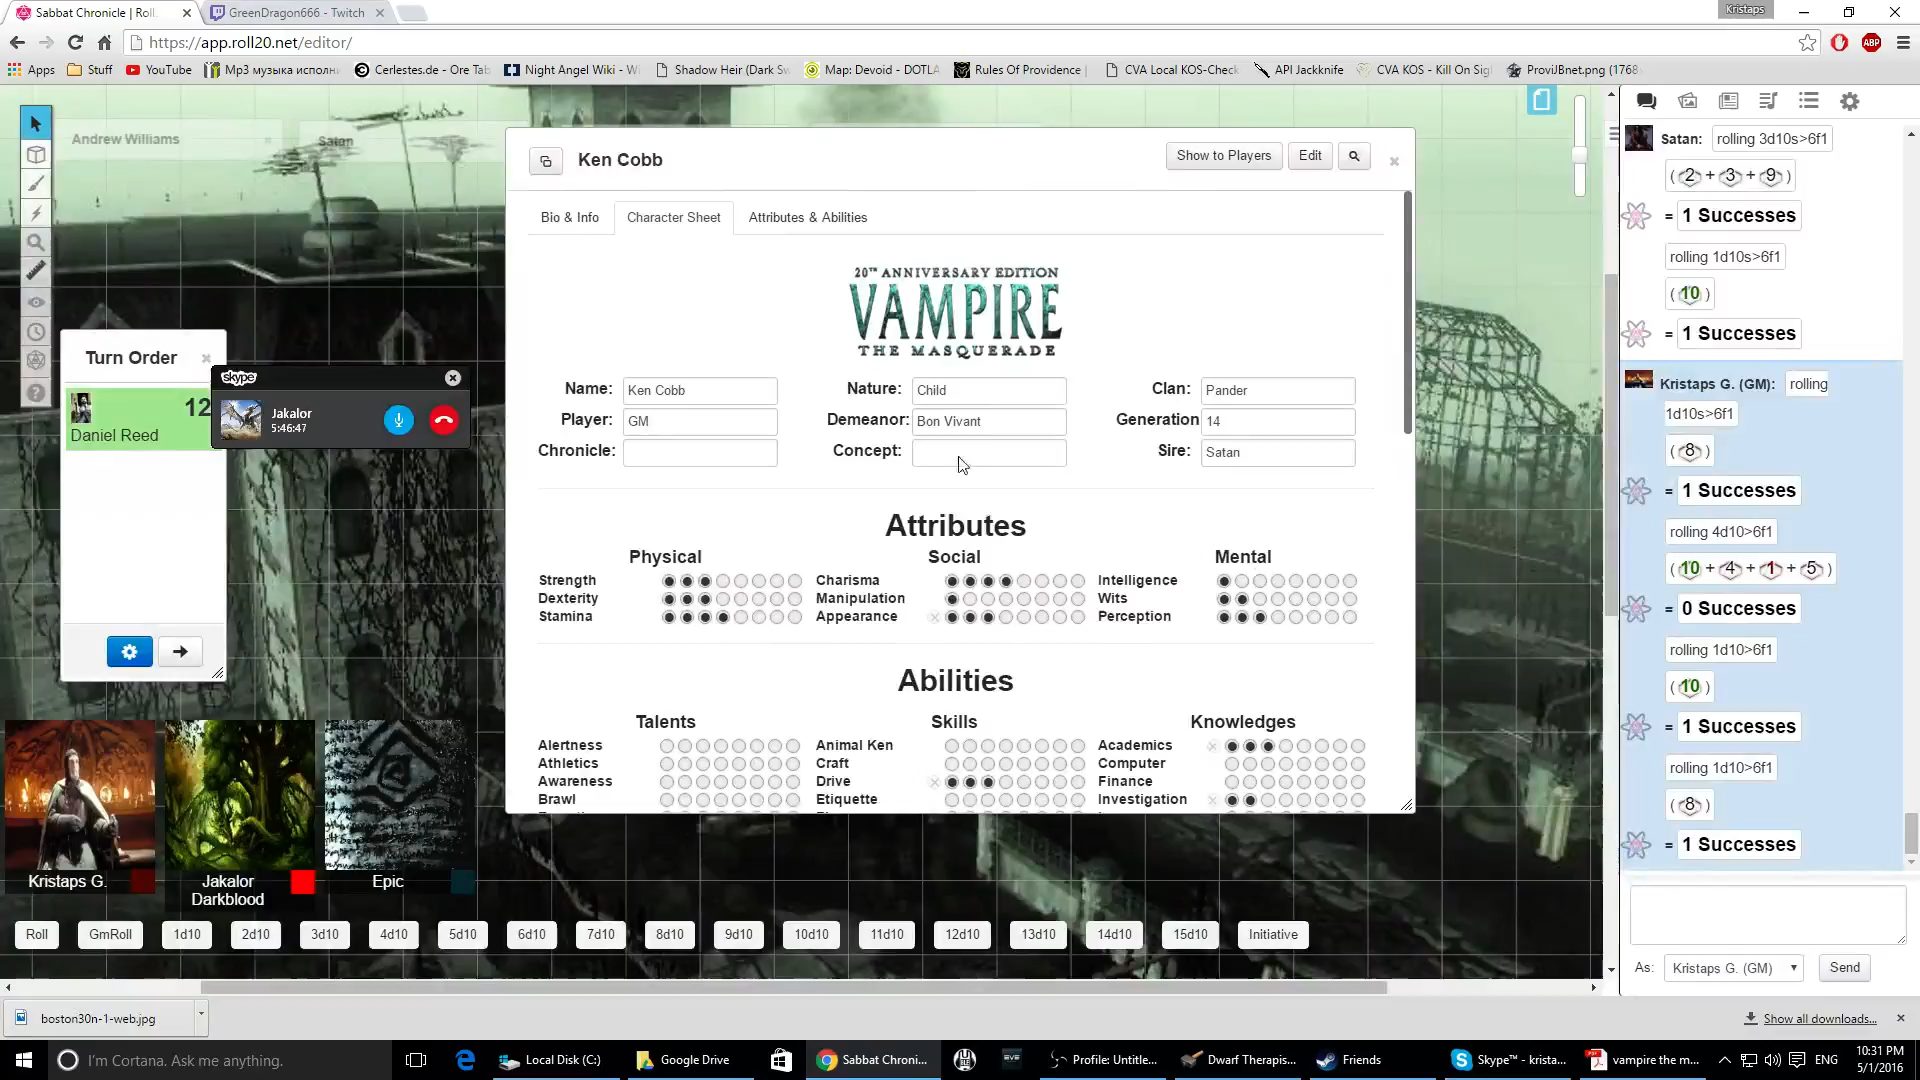 Sabbat Chronicle | Roll
GreenDragon666 - Twitch
Kristaps
https://app.roll20.net/editor/
Apps
Stuff
YouTube
Mp3 музыка исполн
Cerlestes.de - Ore Tab
Night Angel Wiki - Wi
Shadow Heir (Dark Sw
Map: Devoid - DOTLA
Rules Of Providence
CVA Local KOS-Check
API Jackknife
CVA KOS - Kill On Sigh
ProviJBnet.png (1768
ABP
Andrew Williams
Satan
Turn Order
Daniel Reed
12
skype
Jakalor
5:46:47
Ken Cobb
Show to Players
Edit
Bio & Info
Character Sheet
Attributes & Abilities
20TH ANNIVERSARY EDITION
VAMPIRE
THE MASQUERADE
Name: Ken Cobb
Nature: Child
Clan: Pander
Player: GM
Demeanor: Bon Vivant
Generation 14
Chronicle:
Concept:
Sire: Satan
Attributes
Physical
Social
Mental
Strength
Charisma
Intelligence
Dexterity
Manipulation
Wits
Stamina
Appearance
Perception
Abilities
Talents
Skills
Knowledges
Alertness
Animal Ken
Academics
Athletics
Craft
Computer
Awareness
Drive
Finance
Brawl
Etiquette
Investigation
Satan: rolling 3d10s>6f1
(2+3+9)
= 1 Successes
rolling 1d10s>6f1
(10)
= 1 Successes
Kristaps G. (GM): rolling
1d10s>6f1
(8)
= 1 Successes
rolling 4d10>6f1
(10+4+1+5)
= 0 Successes
rolling 1d10>6f1
(10)
= 1 Successes
rolling 1d10>6f1
(8)
= 1 Successes
As: Kristaps G. (GM)
Send
Kristaps G.
Jakalor
Darkblood
Epic
Roll
GmRoll
1d10
2d10
3d10
4d10
5d10
6d10
7d10
8d10
9d10
10d10
11d10
12d10
13d10
14d10
15d10
Initiative
boston30n-1-web.jpg
Show all downloads...
I'm Cortana. Ask me anything.
Local Disk (C:)
Google Drive
Sabbat Chroni...
EVE
Profile: Untitle...
Dwarf Therapis...
Friends
Skype™ - krista...
vampire the m...
ENG
10:31 PM
5/1/2016